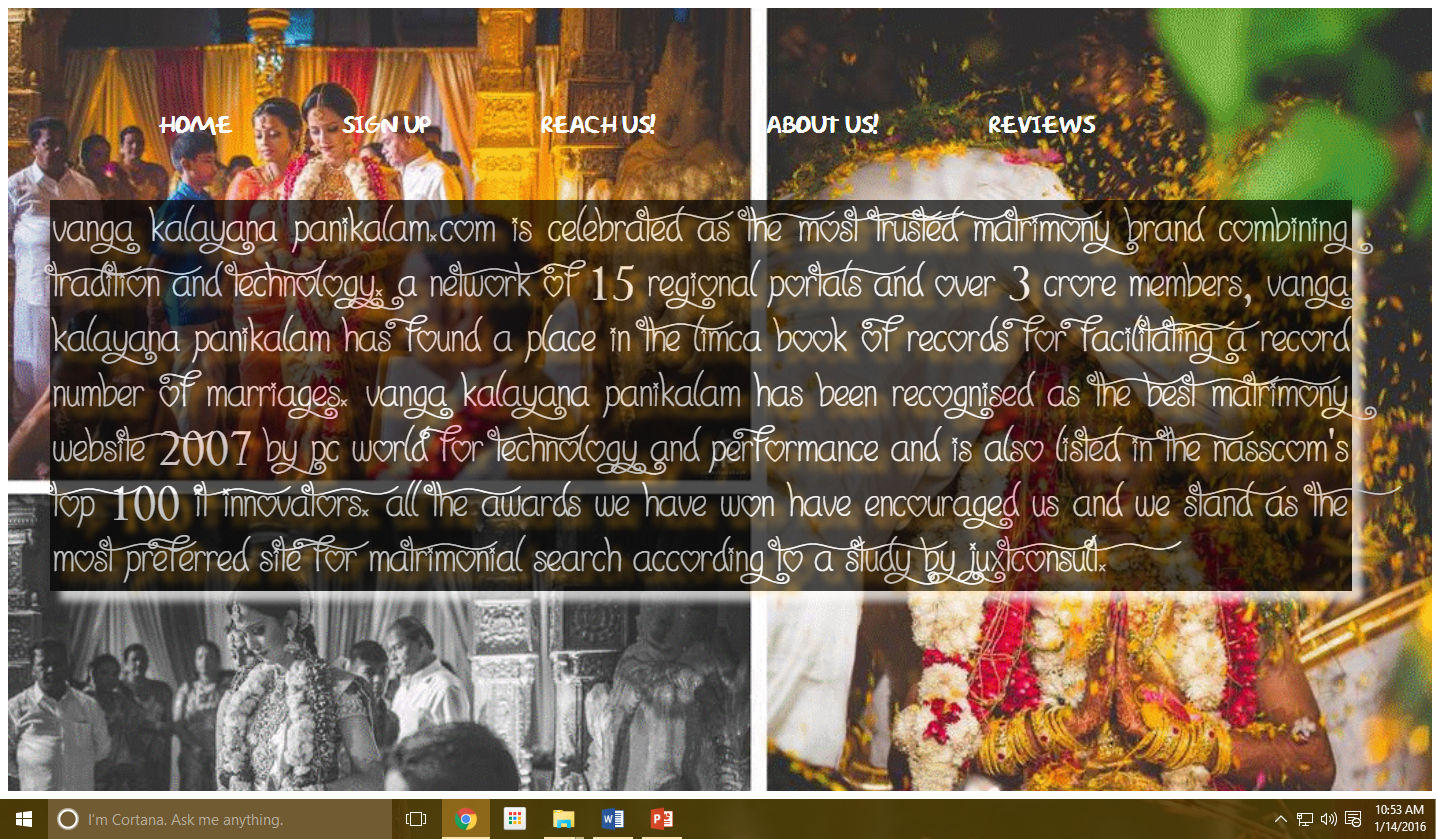 HOME SIGN UP REACH US! ABOUT US! REVIEWS
vanga kalayana panikalam.com is celebrated as the most trusted matrimony brand combining
tradition and technology. a network of 15 regional portals and over 3 crore members, vanga
kalayana panikalam has found a place in the limca book of records for facilitating a record
number of marriages. vanga kalayana panikalam has been recognised as the best matrimony
website 2007 by pc world for technology and performance and is also listed in the nasscom's
top 100 it innovators. all the awards we have won have encouraged us and we stand as the
most preferred site for matrimonial search according to a study by juxtconsult.
I'm Cortana. Ask me anything.
10:53 AM
1/14/2016